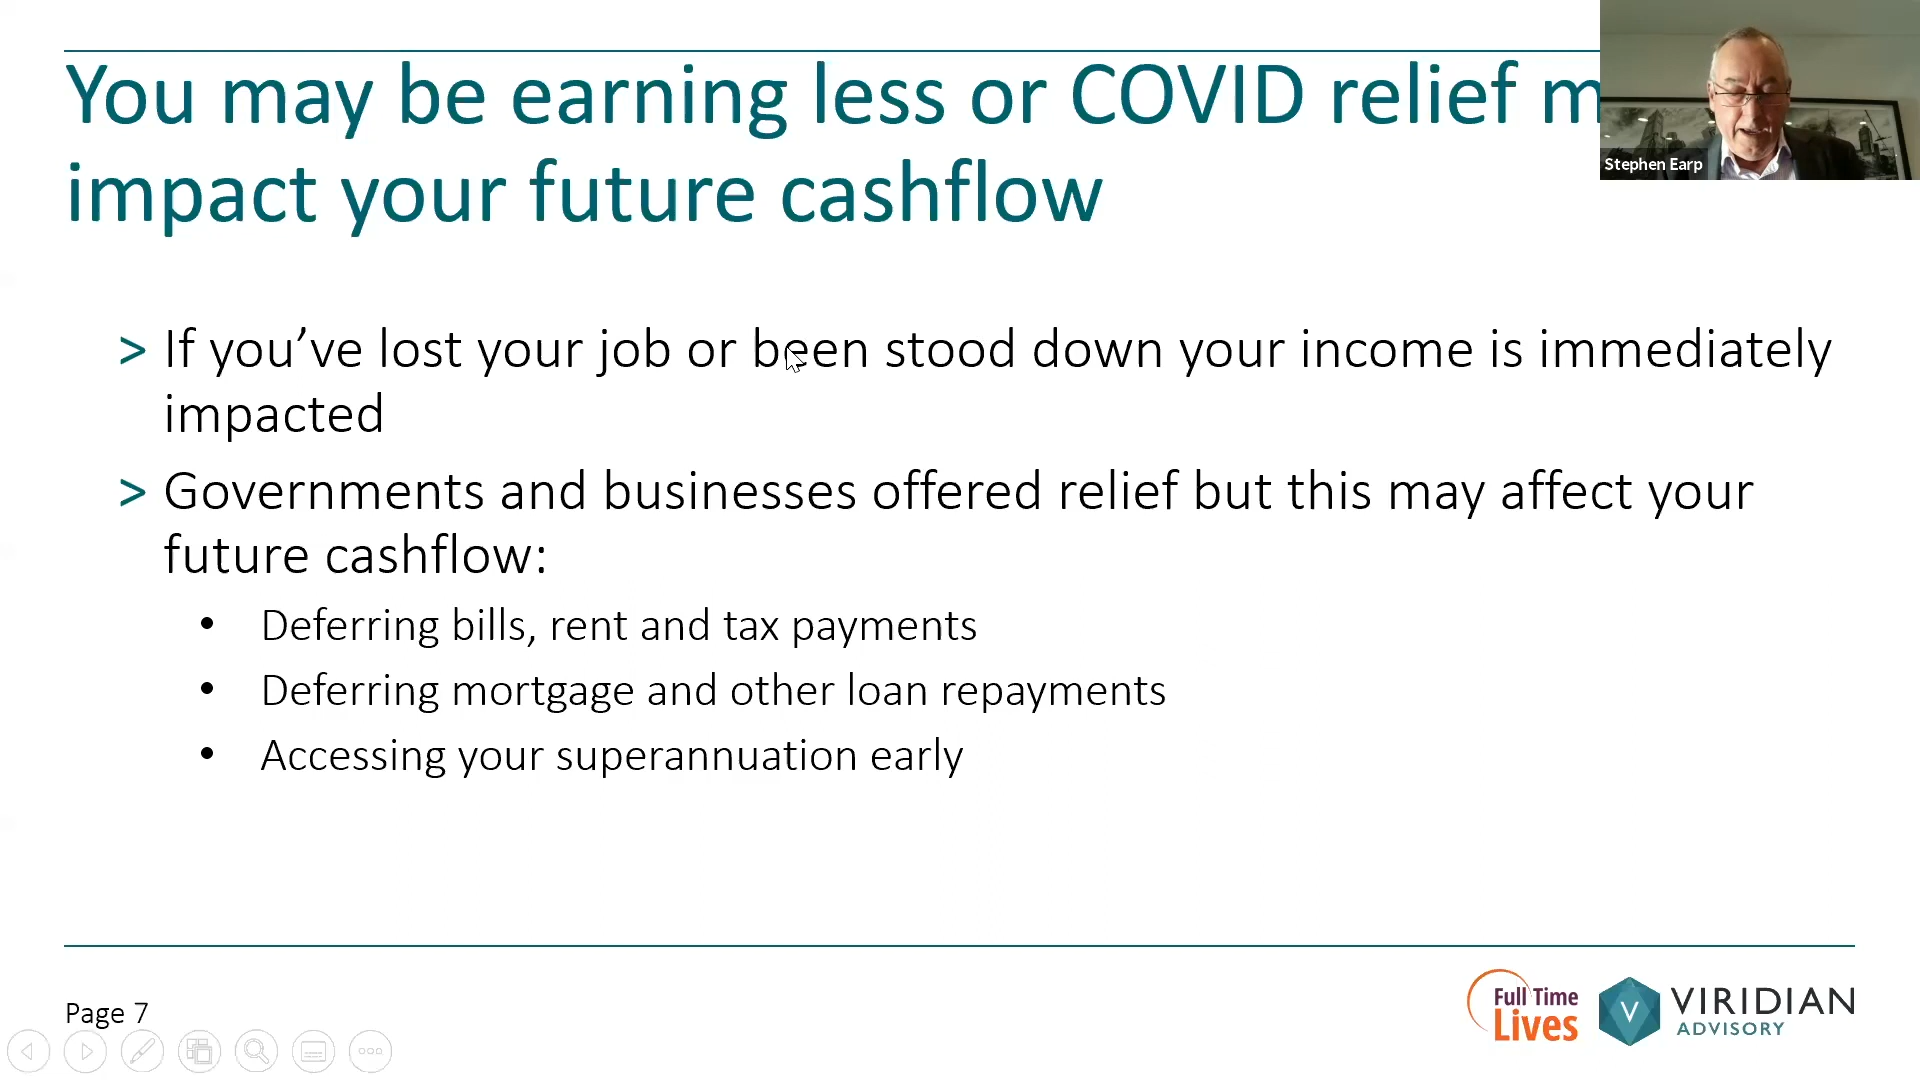 You may be earning less or COVID relief m
impact your future cashflow
Stephen Earp
> If you’ve lost your job or been stood down your income is immediately
impacted
> Governments and businesses offered relief but this may affect your
future cashflow:
• Deferring bills, rent and tax payments
• Deferring mortgage and other loan repayments
• Accessing your superannuation early
Page 7
Full Time
Lives
V
VIRIDIAN
ADVISORY